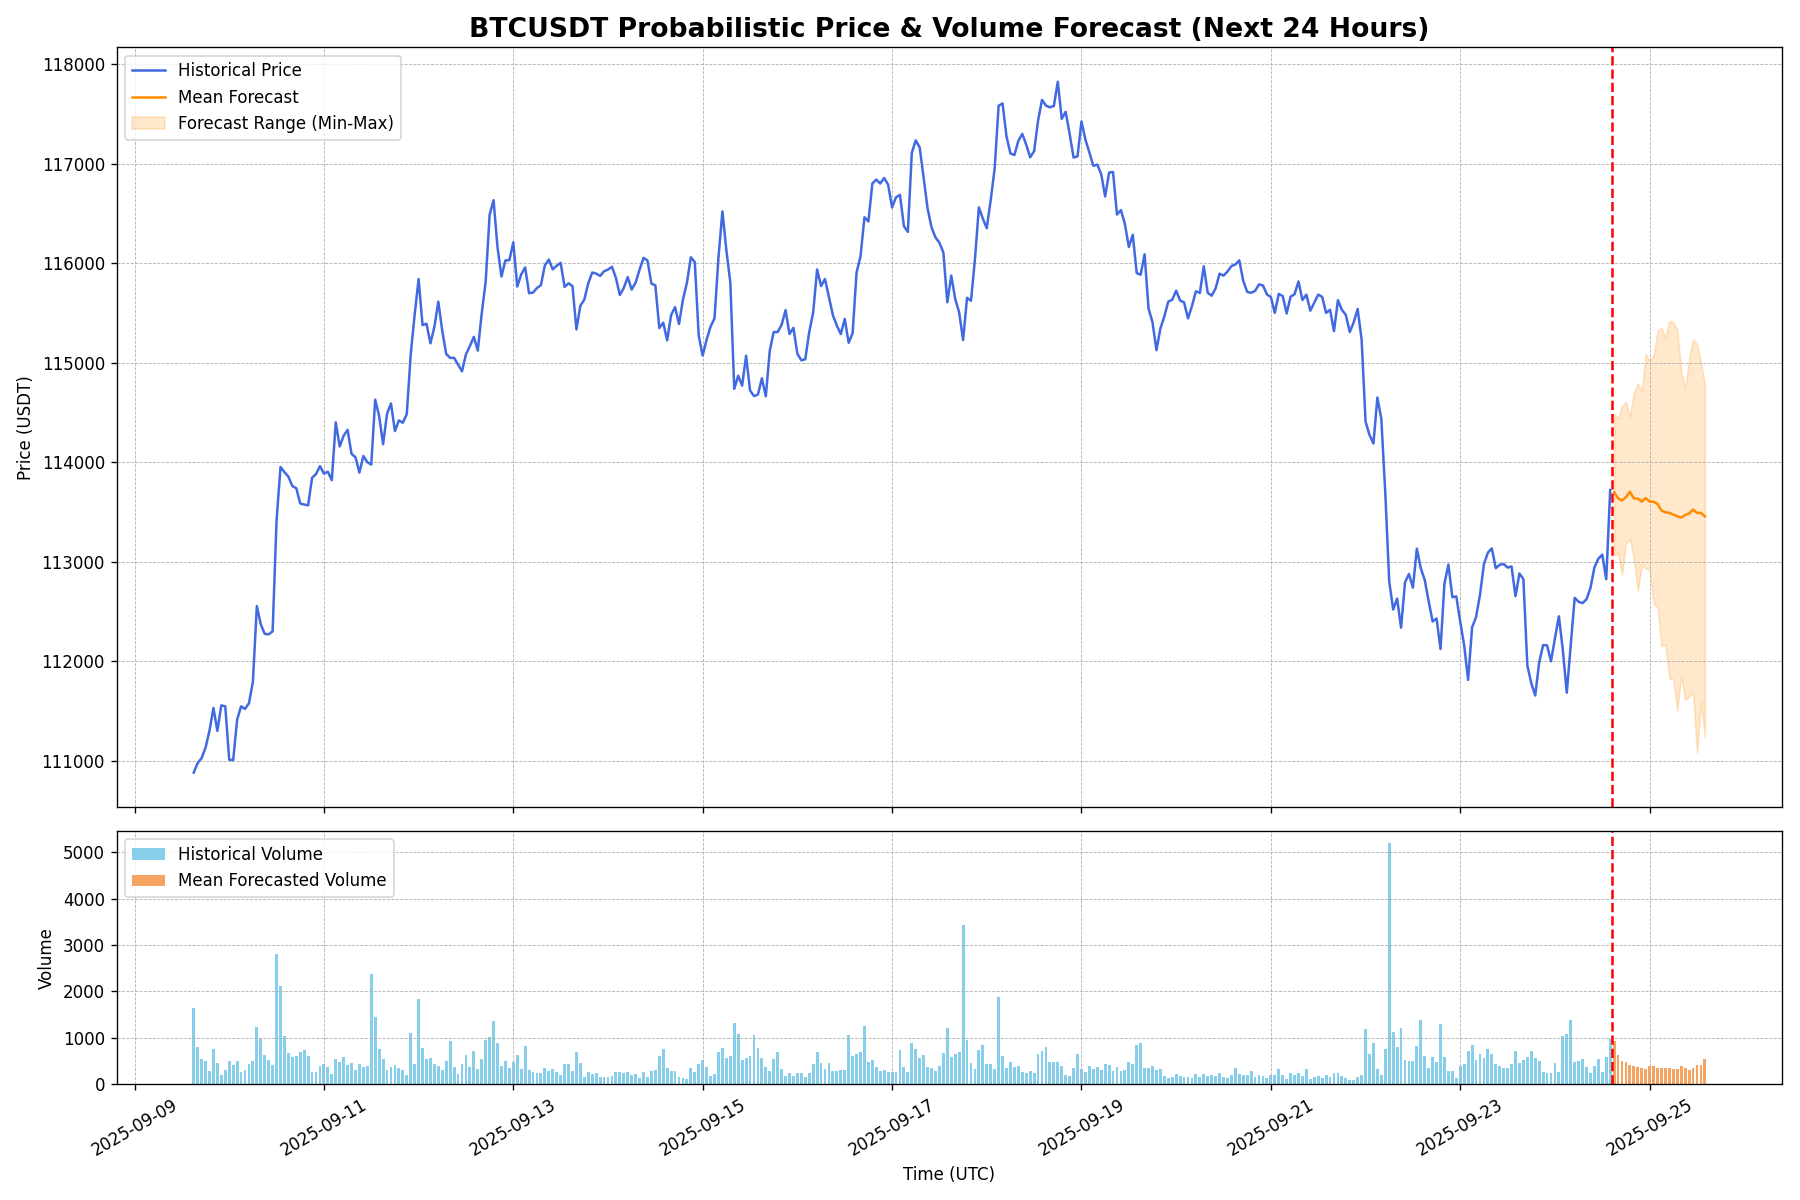 BTCUSDT Probabilistic Price & Volume Forecast (Next 24 Hours)
Historical Price
Mean Forecast
Forecast Range (Min-Max)
118000
117000
116000
115000
114000
113000
112000
111000
Price (USDT)
Historical Volume
Mean Forecasted Volume
5000
4000
3000
2000
1000
0
Volume
2025-09-09
2025-09-11
2025-09-13
2025-09-15
2025-09-17
2025-09-19
2025-09-21
2025-09-23
2025-09-25
Time (UTC)